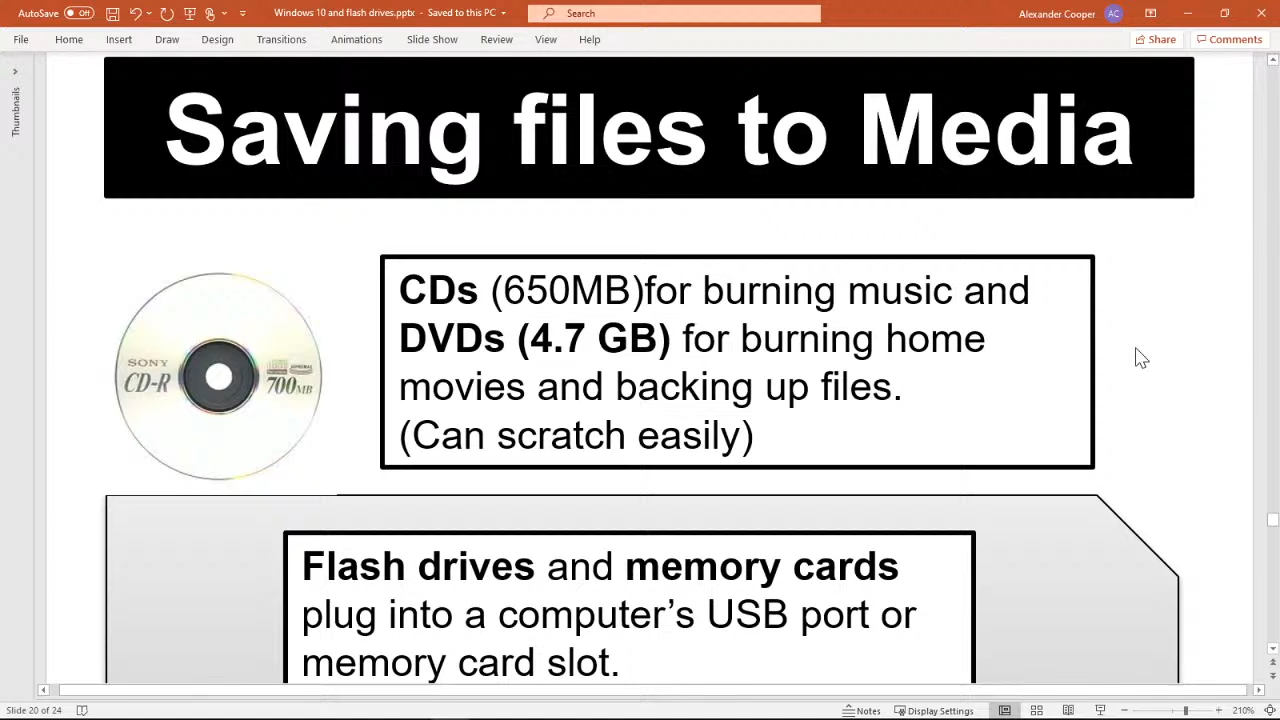 AutoSave Off Windows 10 and flash drives.pptx - Saved to this PC Search Alexander Cooper AC
File Home Insert Draw Design Transitions Animations Slide Show Review View Help Share Comments
Thumbnails
Saving files to Media
SONY
CD-R 700MB
CDs (650MB)for burning music and
DVDs (4.7 GB) for burning home
movies and backing up files.
(Can scratch easily)
Flash drives and memory cards
plug into a computer's USB port or
memory card slot.
Slide 20 of 24 Notes Display Settings 210%